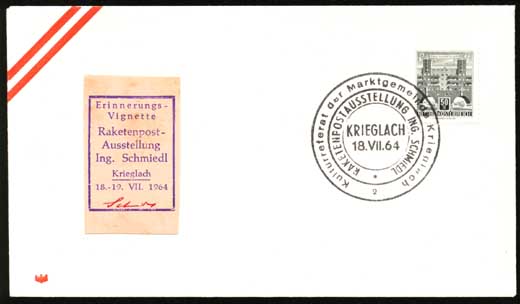 Erinnerungs-
Vignette
Raketenpost-
Ausstellung
Ing. Schmiedl
Krieglach
18.-19. VII. 1964
Kulturreferat der Marktgemeinde Krieglach
RAKETENPOSTAUSSTELLUNG ING. SCHMIEDL
KRIEGLACH
18.VII.64
2
50